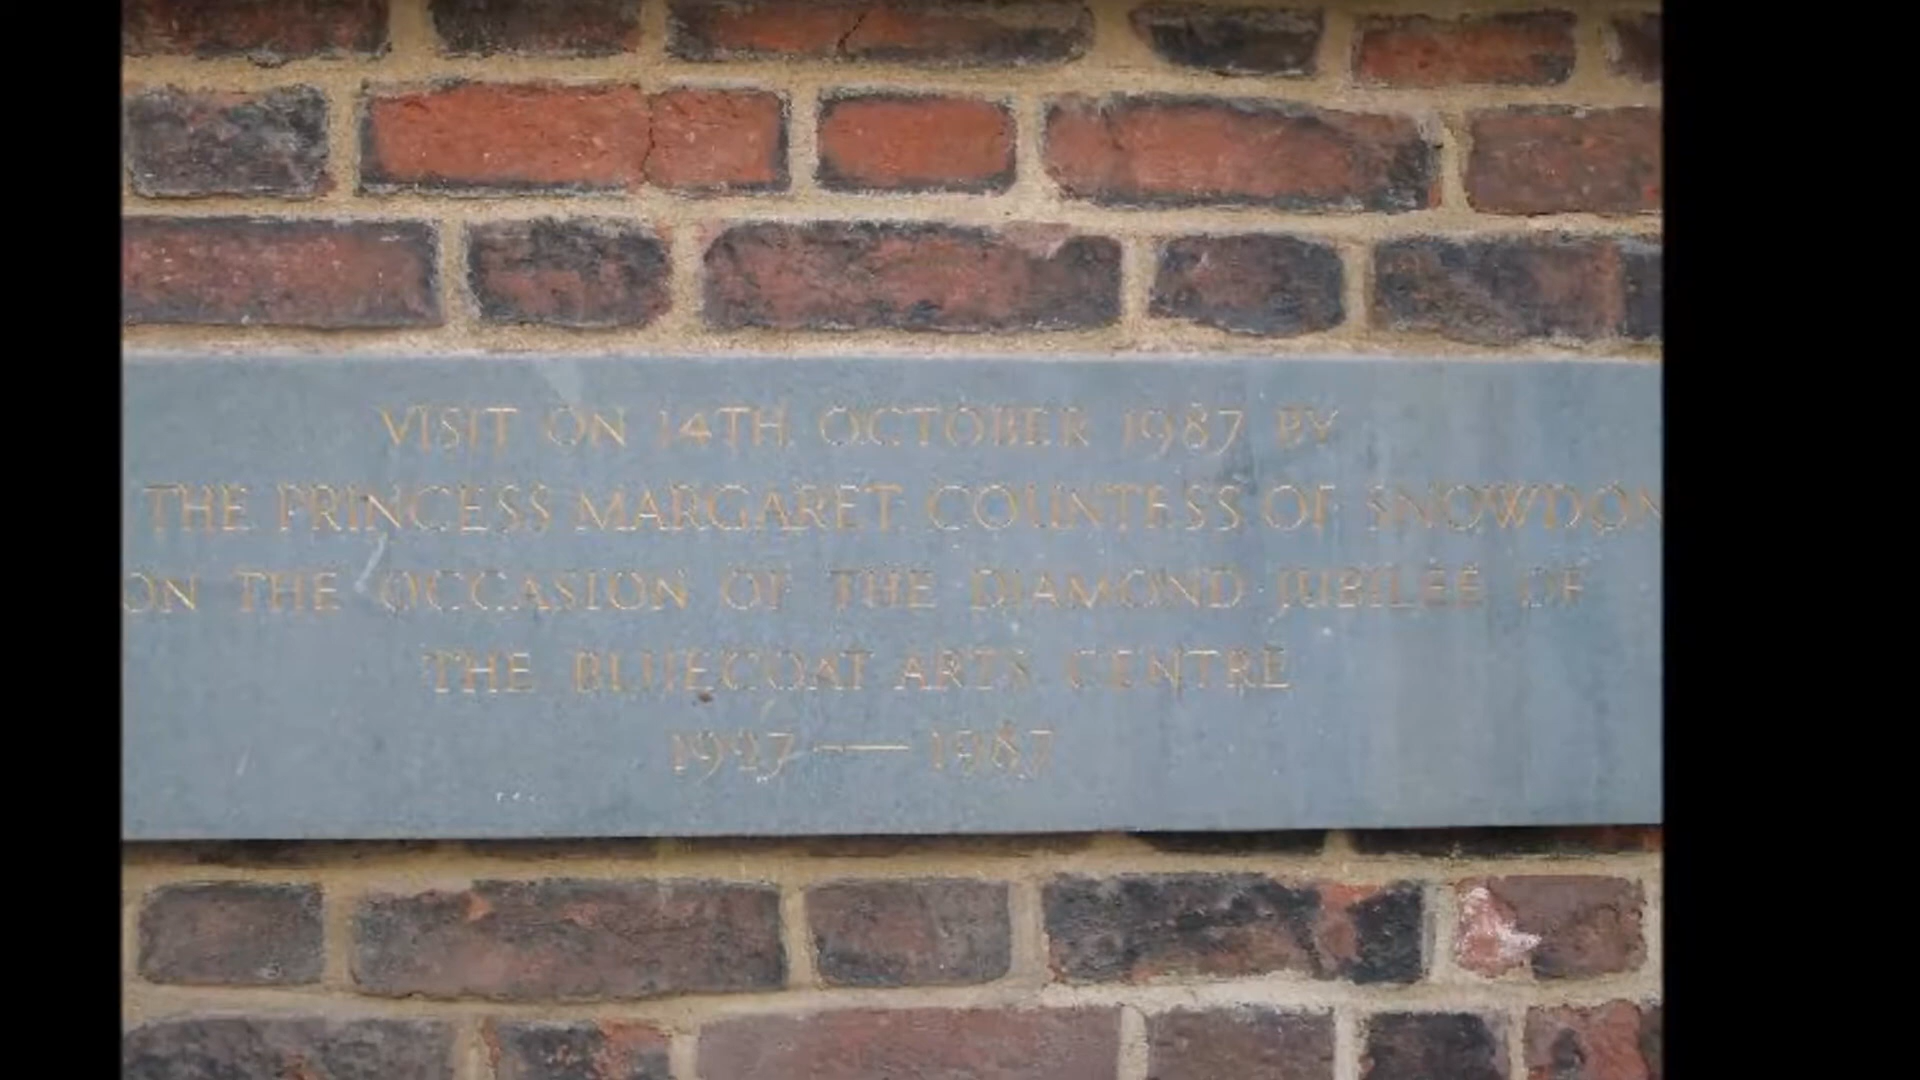 VISIT ON 14TH OCTOBER 1987 BY
THE PRINCESS MARGARET COUNTESS OF SNOWDON
ON THE OCCASION OF THE DIAMOND JUBILEE OF
THE BLUECOAT ARTS CENTRE
1927 — 1987